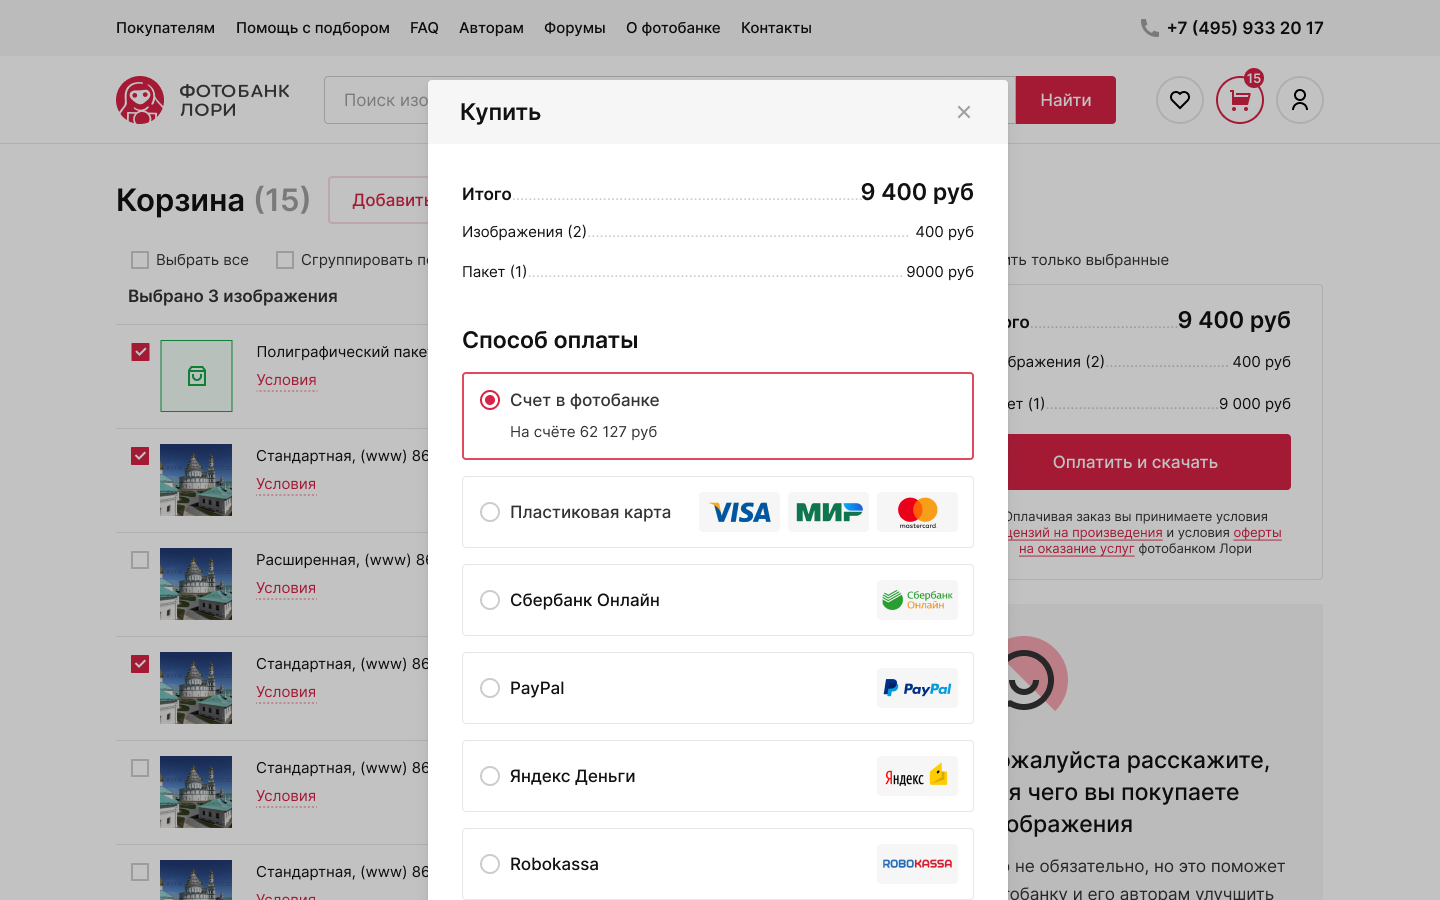 Покупателям Помощь с подбором FAQ Авторам Форумы О фотобанке Контакты +7 (495) 933 20 17
ФОТОБАНК
ЛОРИ
Поиск изо
Найти
15
Корзина (15)
Добавить
Выбрать все
Сгруппировать по
ить только выбранные
Выбрано 3 изображения
Полиграфический паке
Условия
Стандартная, (www) 86
Условия
Расширенная, (www) 86
Условия
Стандартная, (www) 86
Условия
Стандартная, (www) 86
Условия
Стандартная, (www) 86
Условия
Купить
Итого 9 400 руб
Изображения (2) 400 руб
Пакет (1) 9000 руб
Способ оплаты
Счет в фотобанке
На счёте 62 127 руб
Пластиковая карта VISA МИР mastercard
Сбербанк Онлайн Сбербанк
Онлайн
PayPal PayPal
Яндекс Деньги Яндекс
Robokassa ROBOKASSA
ого 9 400 руб
бражения (2) 400 руб
ет (1) 9 000 руб
Оплатить и скачать
Оплачивая заказ вы принимаете условия
цензий на произведения и условия оферты
на оказание услуг фотобанком Лори
жалуйста расскажите,
я чего вы покупаете
ображения
не обязательно, но это поможет
тобанку и его авторам улучшить